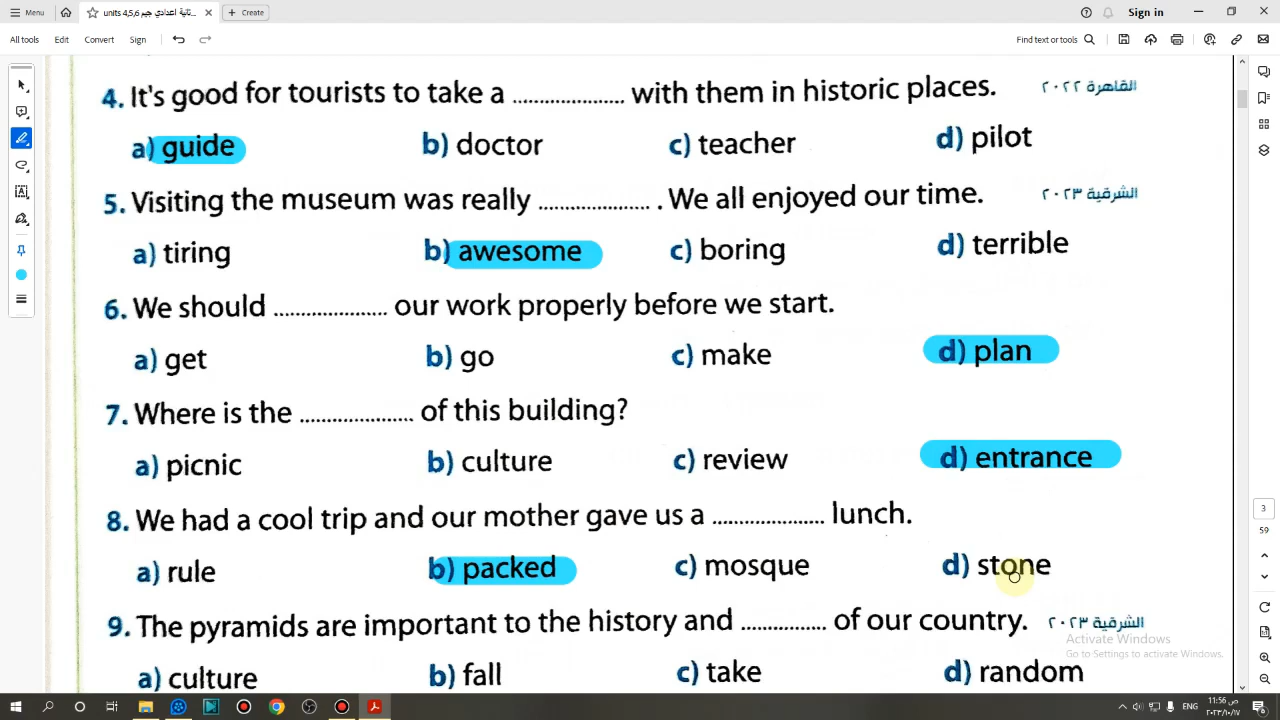 Menu
units 4,5,6 ثانية اعدادي جيم...
Create
Sign in
All tools Edit Convert Sign
Find text or tools
4. It's good for tourists to take a .................... with them in historic places. القاهرة ٢٠٢٢
a) guide b) doctor c) teacher d) pilot
5. Visiting the museum was really .................... . We all enjoyed our time. الشرقية ٢٠٢٣
a) tiring b) awesome c) boring d) terrible
6. We should .................... our work properly before we start.
a) get b) go c) make d) plan
7. Where is the .................... of this building?
a) picnic b) culture c) review d) entrance
8. We had a cool trip and our mother gave us a .................... lunch.
a) rule b) packed c) mosque d) stone
9. The pyramids are important to the history and ............... of our country. الشرقية ٢٠٢٣
a) culture b) fall c) take d) random
3
59
Activate Windows
Go to Settings to activate Windows.
ENG
11:56 ص